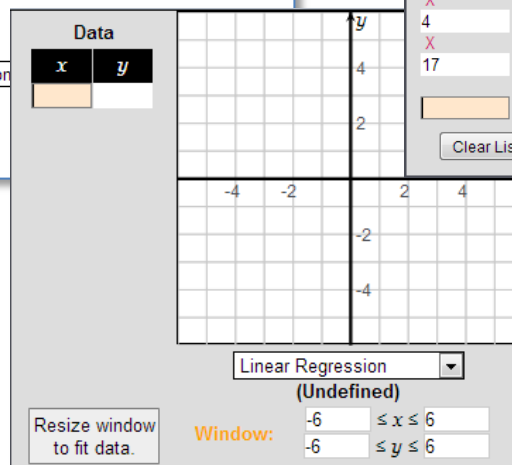 Data
x y
on
y
4
2
-4 -2 2 4
-2
-4
X
4
X
17
Clear Lis
Linear Regression
(Undefined)
Resize window
to fit data.
Window:
-6 ≤ x ≤ 6
-6 ≤ y ≤ 6